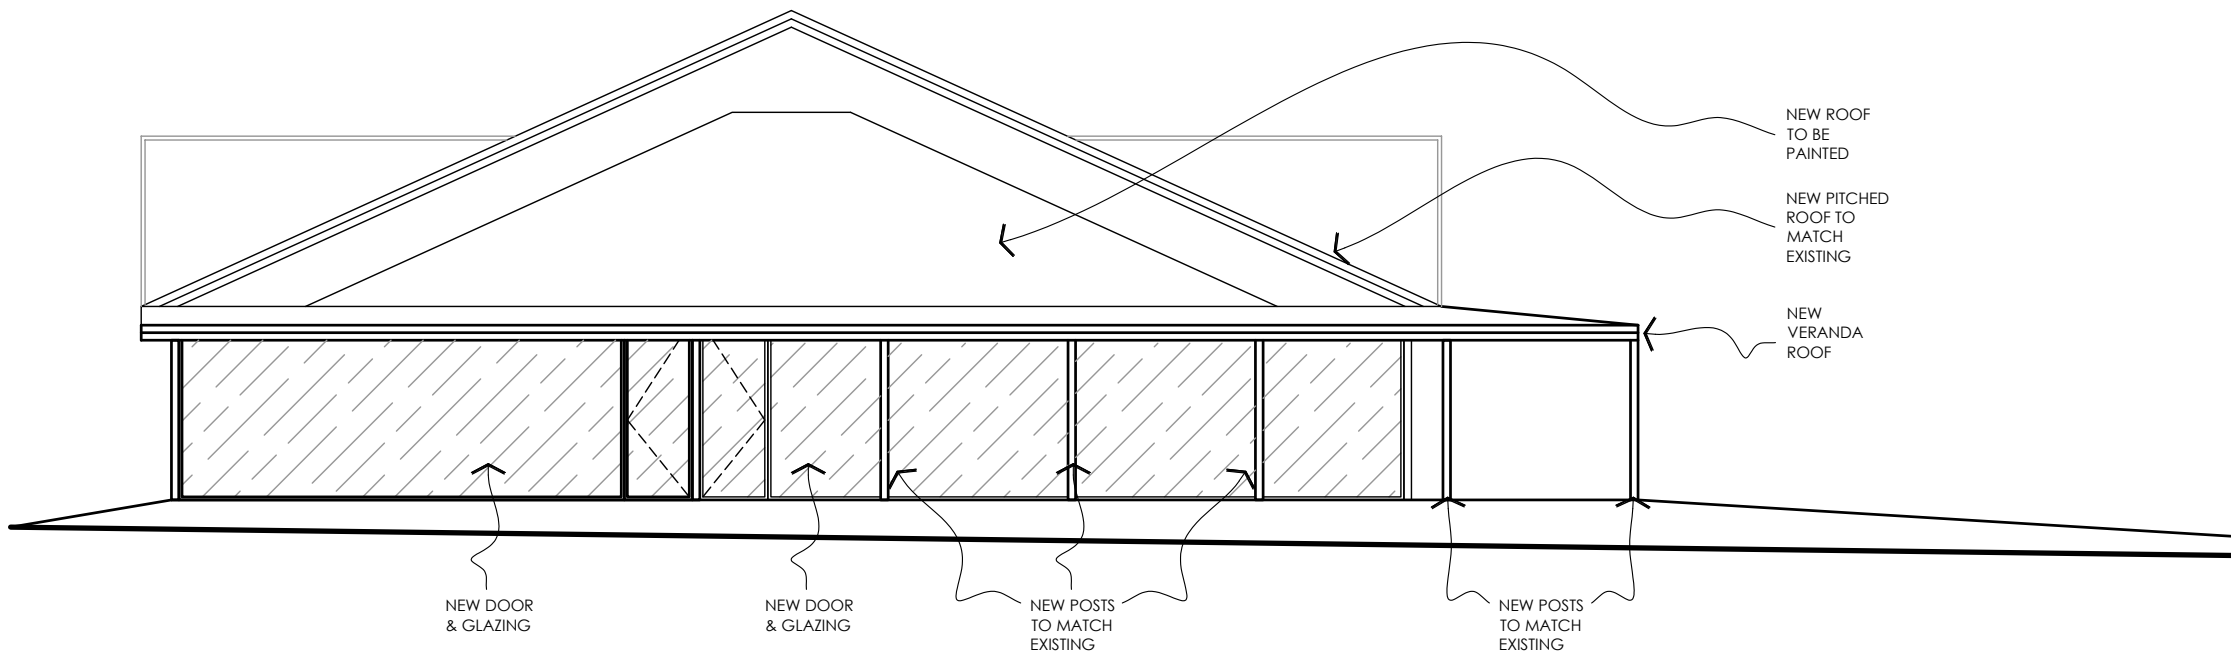 NEW ROOF
TO BE
PAINTED
NEW PITCHED
ROOF TO
MATCH
EXISTING
NEW
VERANDA
ROOF
NEW DOOR
& GLAZING
NEW DOOR
& GLAZING
NEW POSTS
TO MATCH
EXISTING
NEW POSTS
TO MATCH
EXISTING